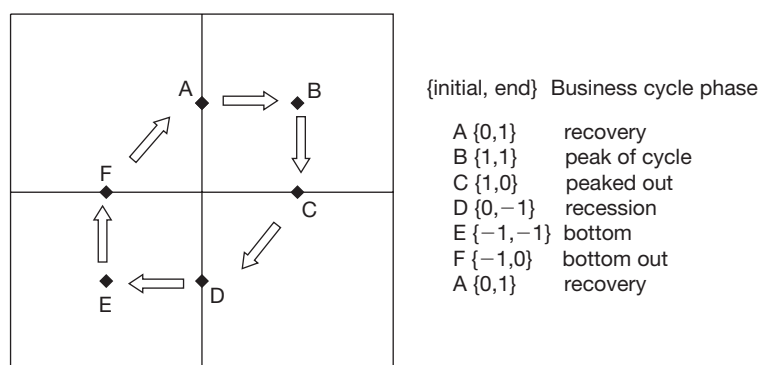 A
B
F
C
E
D
{initial, end} Business cycle phase
A {0,1} recovery
B {1,1} peak of cycle
C {1,0} peaked out
D {0,−1} recession
E {−1,−1} bottom
F {−1,0} bottom out
A {0,1} recovery